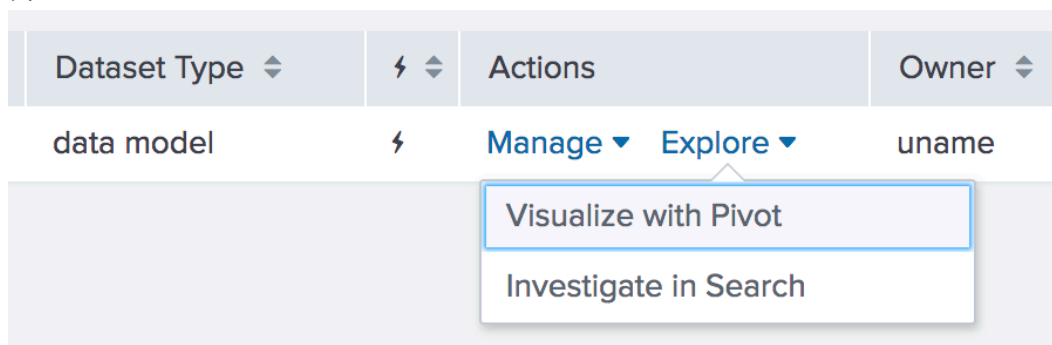 Dataset Type Actions Owner
data model Manage Explore uname
Visualize with Pivot
Investigate in Search